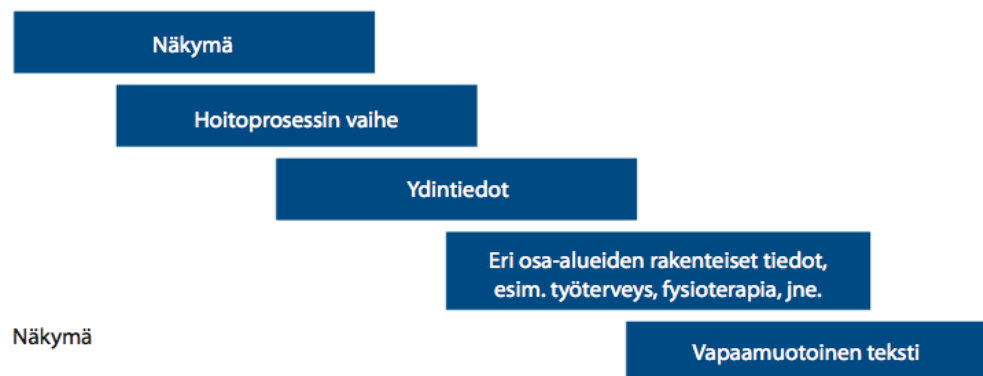 Näkymä
Hoitoprosessin vaihe
Ydintiedot
Eri osa-alueiden rakenteiset tiedot,
esim. työterveys, fysioterapia, jne.
Näkymä
Vapaamuotoinen teksti